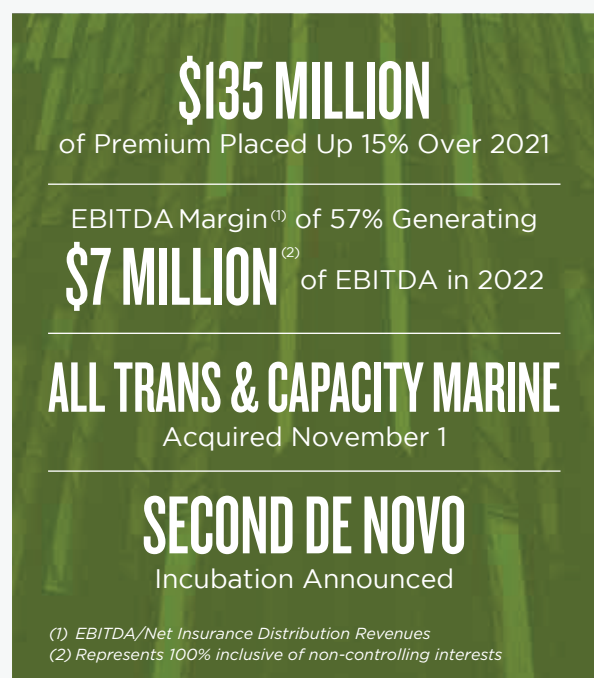 $135 MILLION
of Premium Placed Up 15% Over 2021
EBITDA Margin(1) of 57% Generating
$7 MILLION(2) of EBITDA in 2022
ALL TRANS & CAPACITY MARINE
Acquired November 1
SECOND DE NOVO
Incubation Announced
(1) EBITDA/Net Insurance Distribution Revenues
(2) Represents 100% inclusive of non-controlling interests